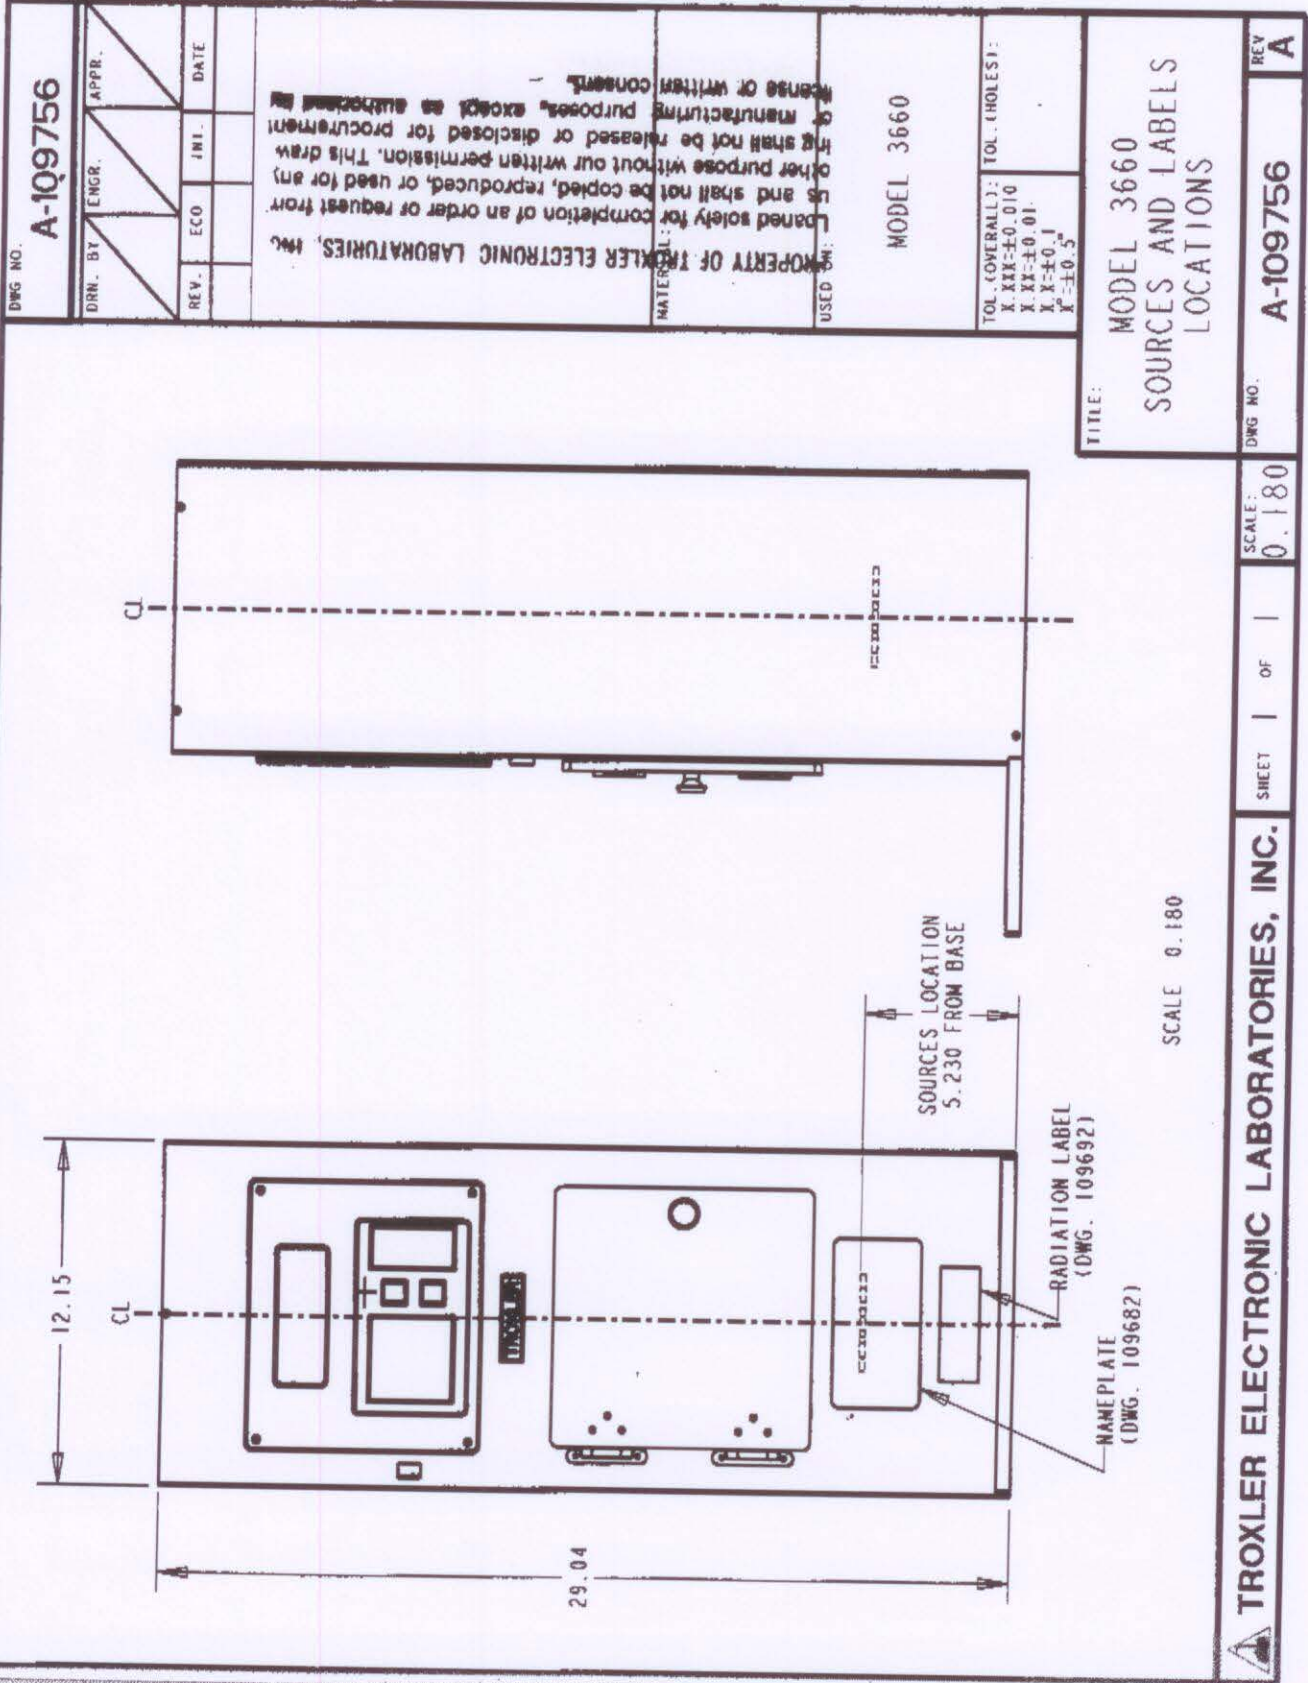 DWG NO.
A-109756
DRN. BY
ENGR.
APPR.
REV.
ECO
INI.
DATE
PROPERTY OF TROXLER ELECTRONIC LABORATORIES, INC.
Loaned solely for completion of an order or request from
us and shall not be copied, reproduced, or used for any
other purpose without our written permission. This draw-
ing shall not be released or disclosed for procurement
or manufacturing purposes, except as authorized by
license or written consent.
MATERIAL:
USED ON:
MODEL 3660
TOL. (OVERALL):
X.XXX=±0.010
X.XX=±0.01
X.X=±0.1
X°=±0.5°
TOL. (HOLES):
TITLE:
MODEL 3660
SOURCES AND LABELS
LOCATIONS
DWG NO.
A-109756
REV
A
SCALE:
0.180
SHEET 1 OF 1
TROXLER ELECTRONIC LABORATORIES, INC.
CL
12.15
CL
29.04
SOURCES LOCATION
5.230 FROM BASE
RADIATION LABEL
(DWG. 109692)
NAMEPLATE
(DWG. 109682)
SCALE 0.180